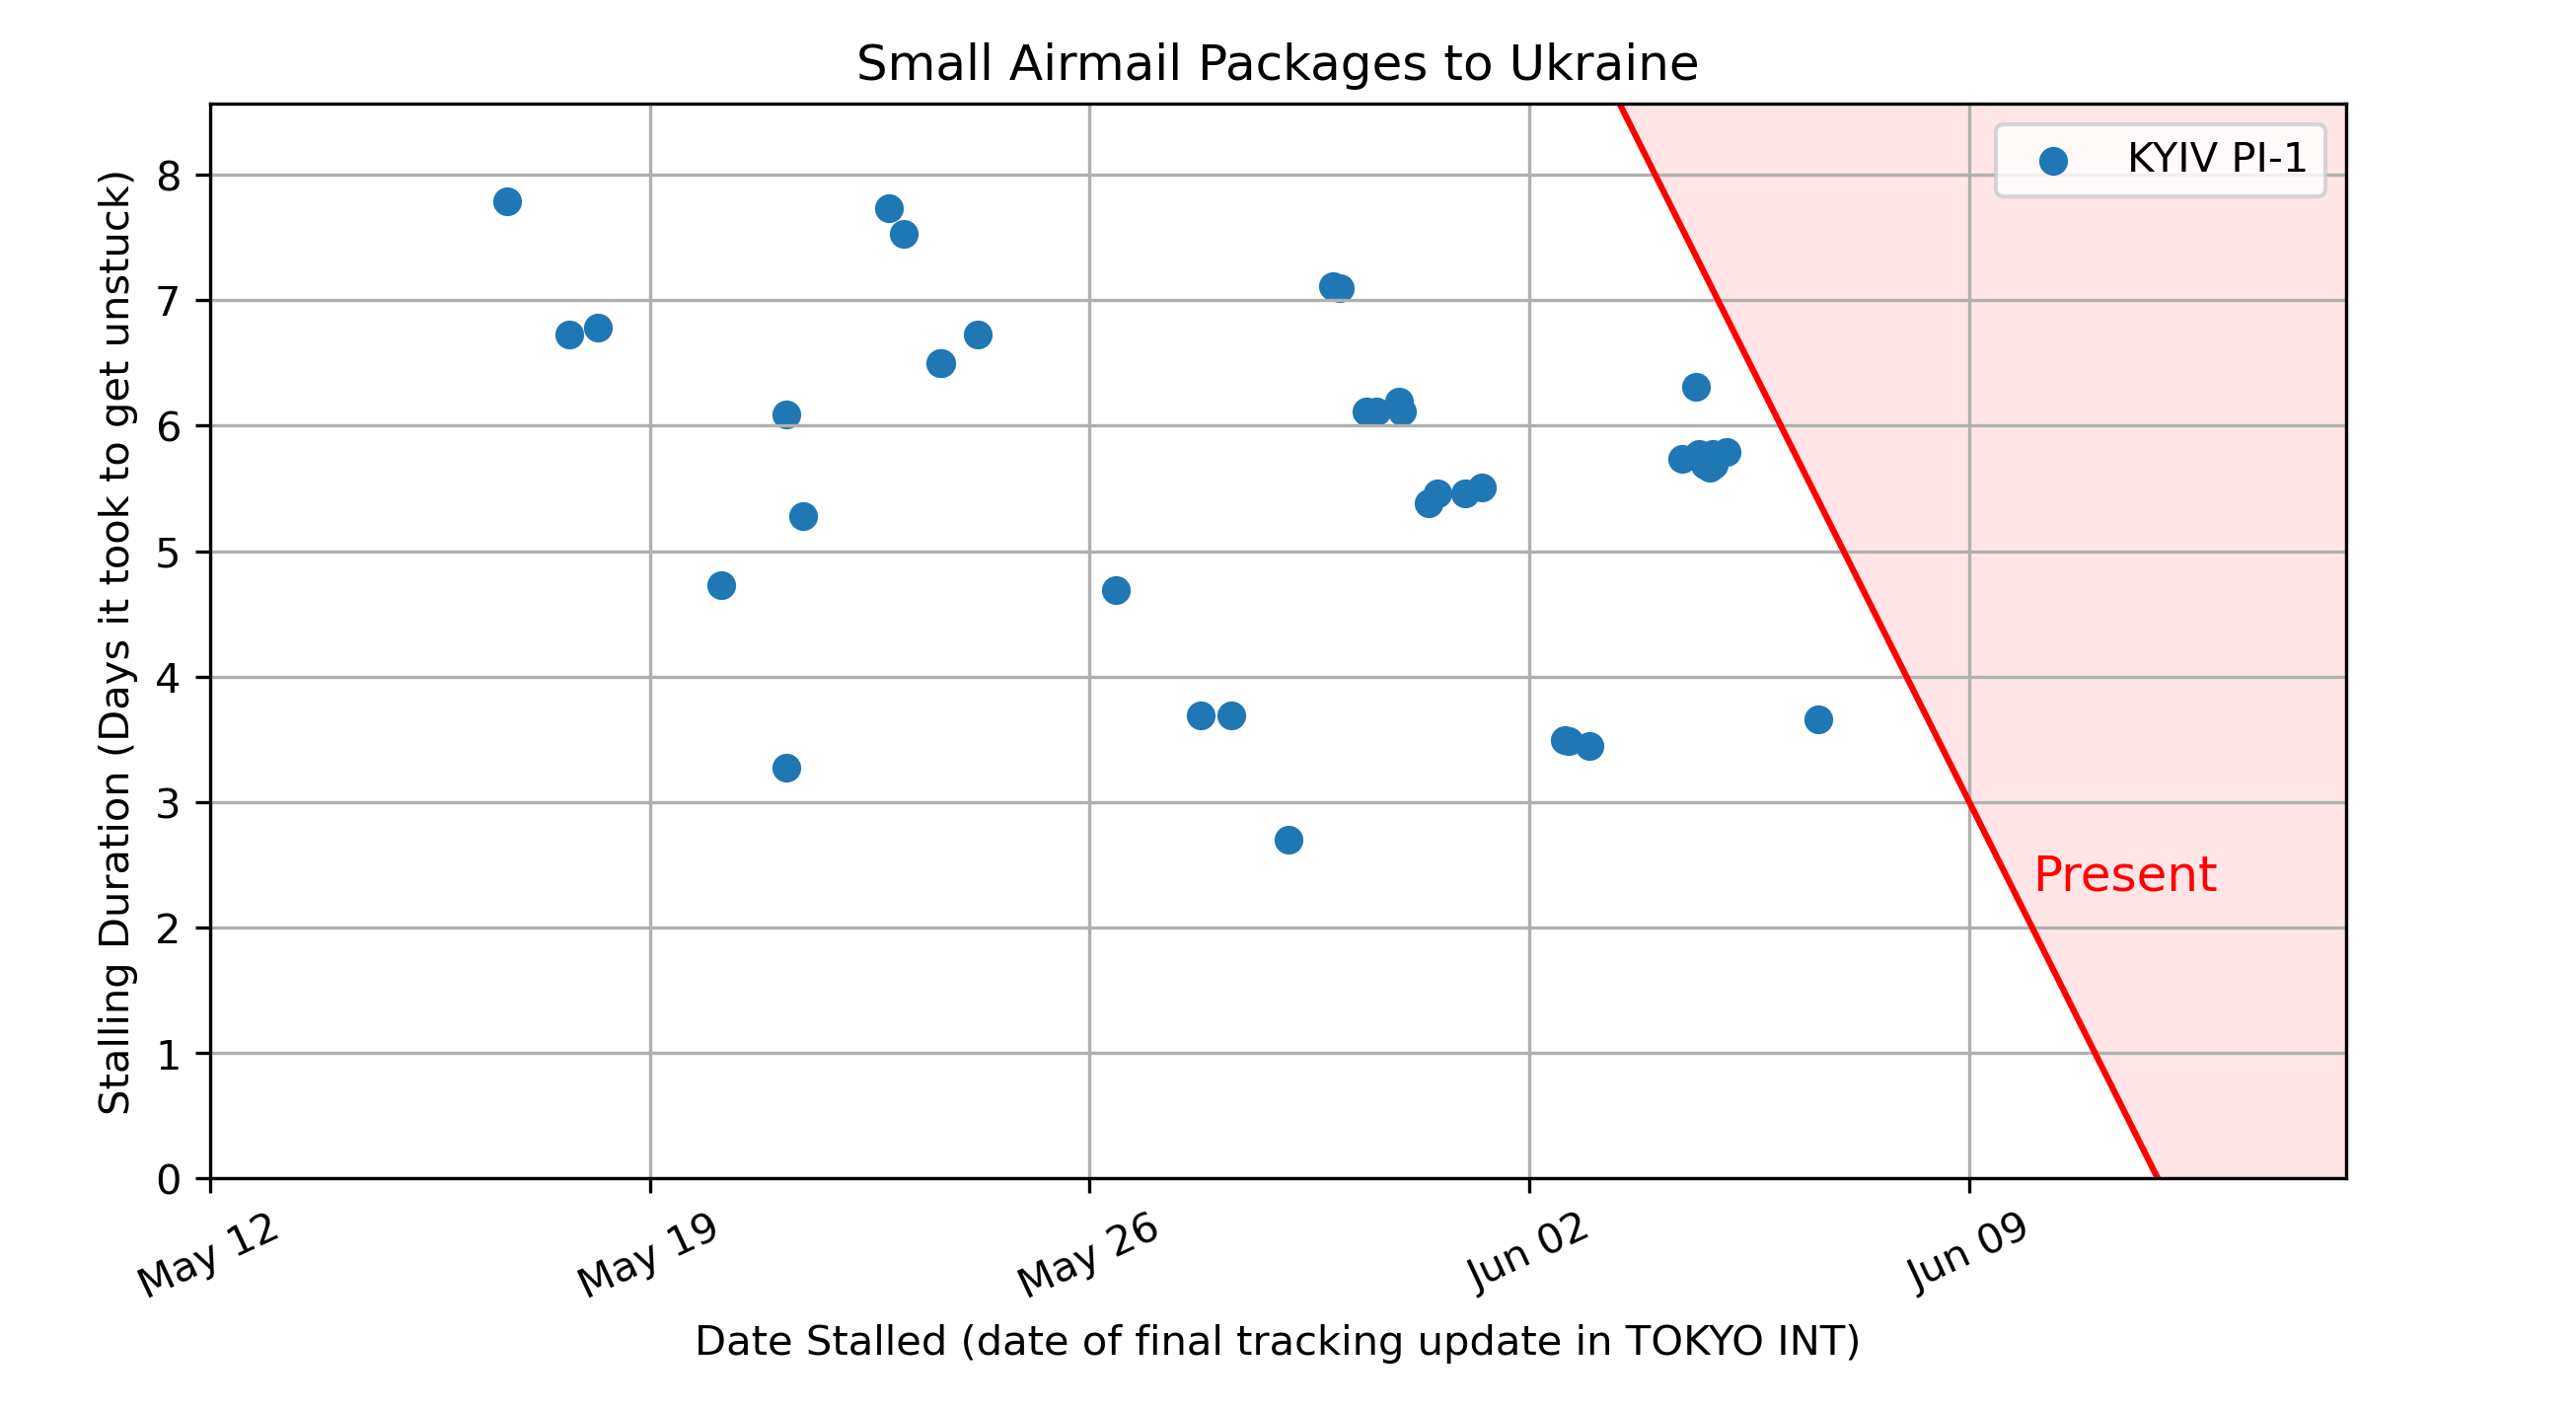 Small Airmail Packages to Ukraine
KYIV PI-1
Stalling Duration (Days it took to get unstuck)
8
7
6
5
4
3
2
1
0
Present
May 12
May 19
May 26
Jun 02
Jun 09
Date Stalled (date of final tracking update in TOKYO INT)